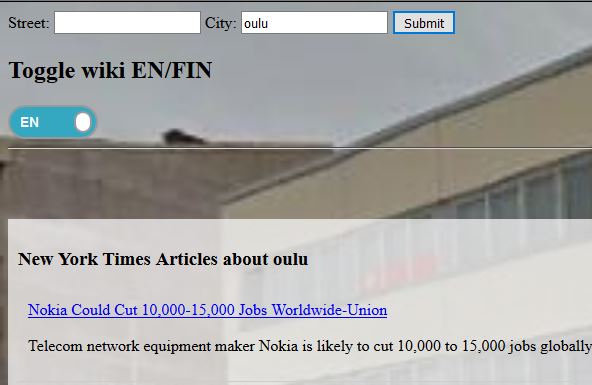 Street: City: oulu Submit
Toggle wiki EN/FIN
EN
New York Times Articles about oulu
Nokia Could Cut 10,000-15,000 Jobs Worldwide-Union
Telecom network equipment maker Nokia is likely to cut 10,000 to 15,000 jobs globally